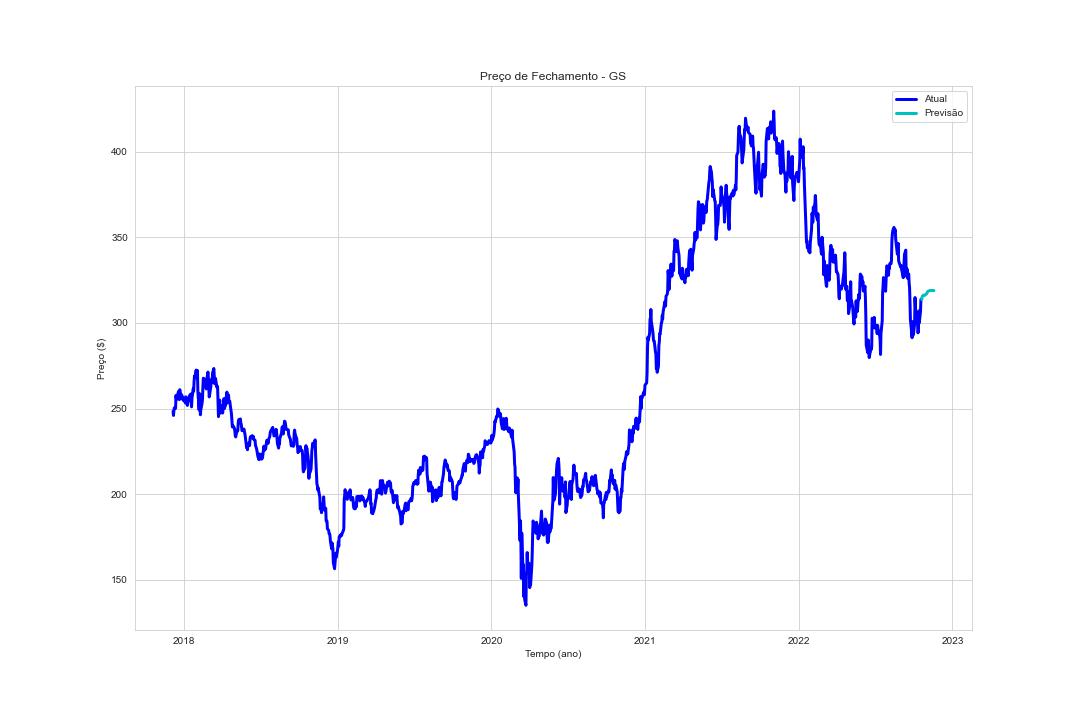 Preço de Fechamento - GS
Atual
Previsão
400
350
300
250
200
150
Preço ($)
2018 2019 2020 2021 2022 2023
Tempo (ano)